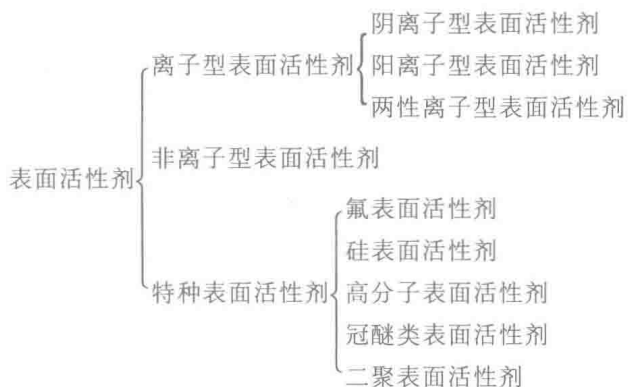 表面活性剂
离子型表面活性剂
阴离子型表面活性剂
阳离子型表面活性剂
两性离子型表面活性剂
非离子型表面活性剂
特种表面活性剂
氟表面活性剂
硅表面活性剂
高分子表面活性剂
冠醚类表面活性剂
二聚表面活性剂